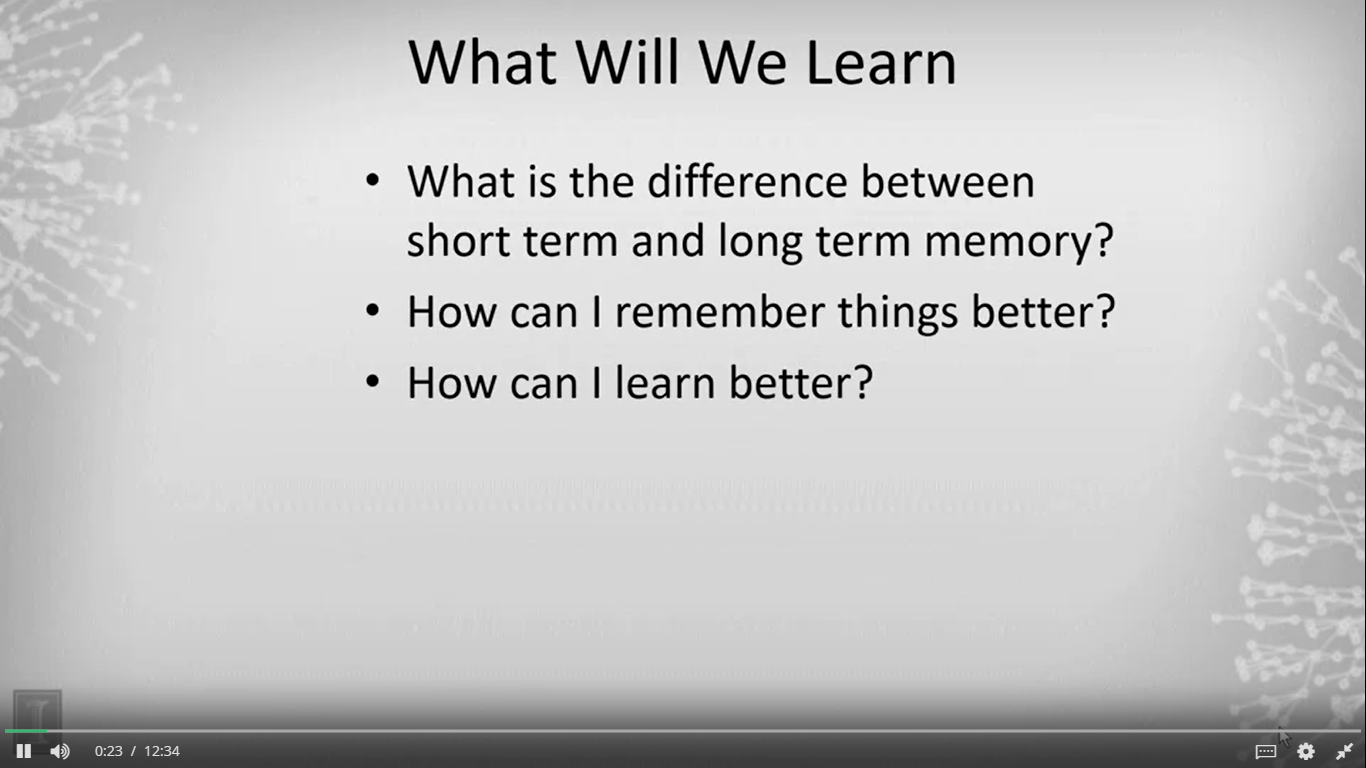 What Will We Learn
• What is the difference between
short term and long term memory?
• How can I remember things better?
• How can I learn better?
I
0:23 / 12:34